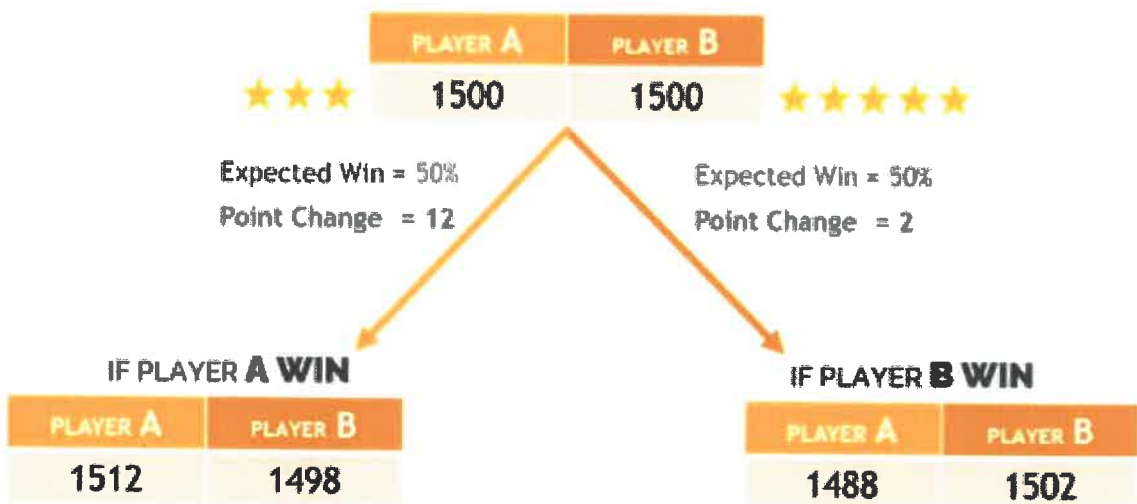 PLAYER A PLAYER B
1500 1500
Expected Win = 50%
Point Change = 12
Expected Win = 50%
Point Change = 2
IF PLAYER A WIN
PLAYER A PLAYER B
1512 1498
IF PLAYER B WIN
PLAYER A PLAYER B
1488 1502